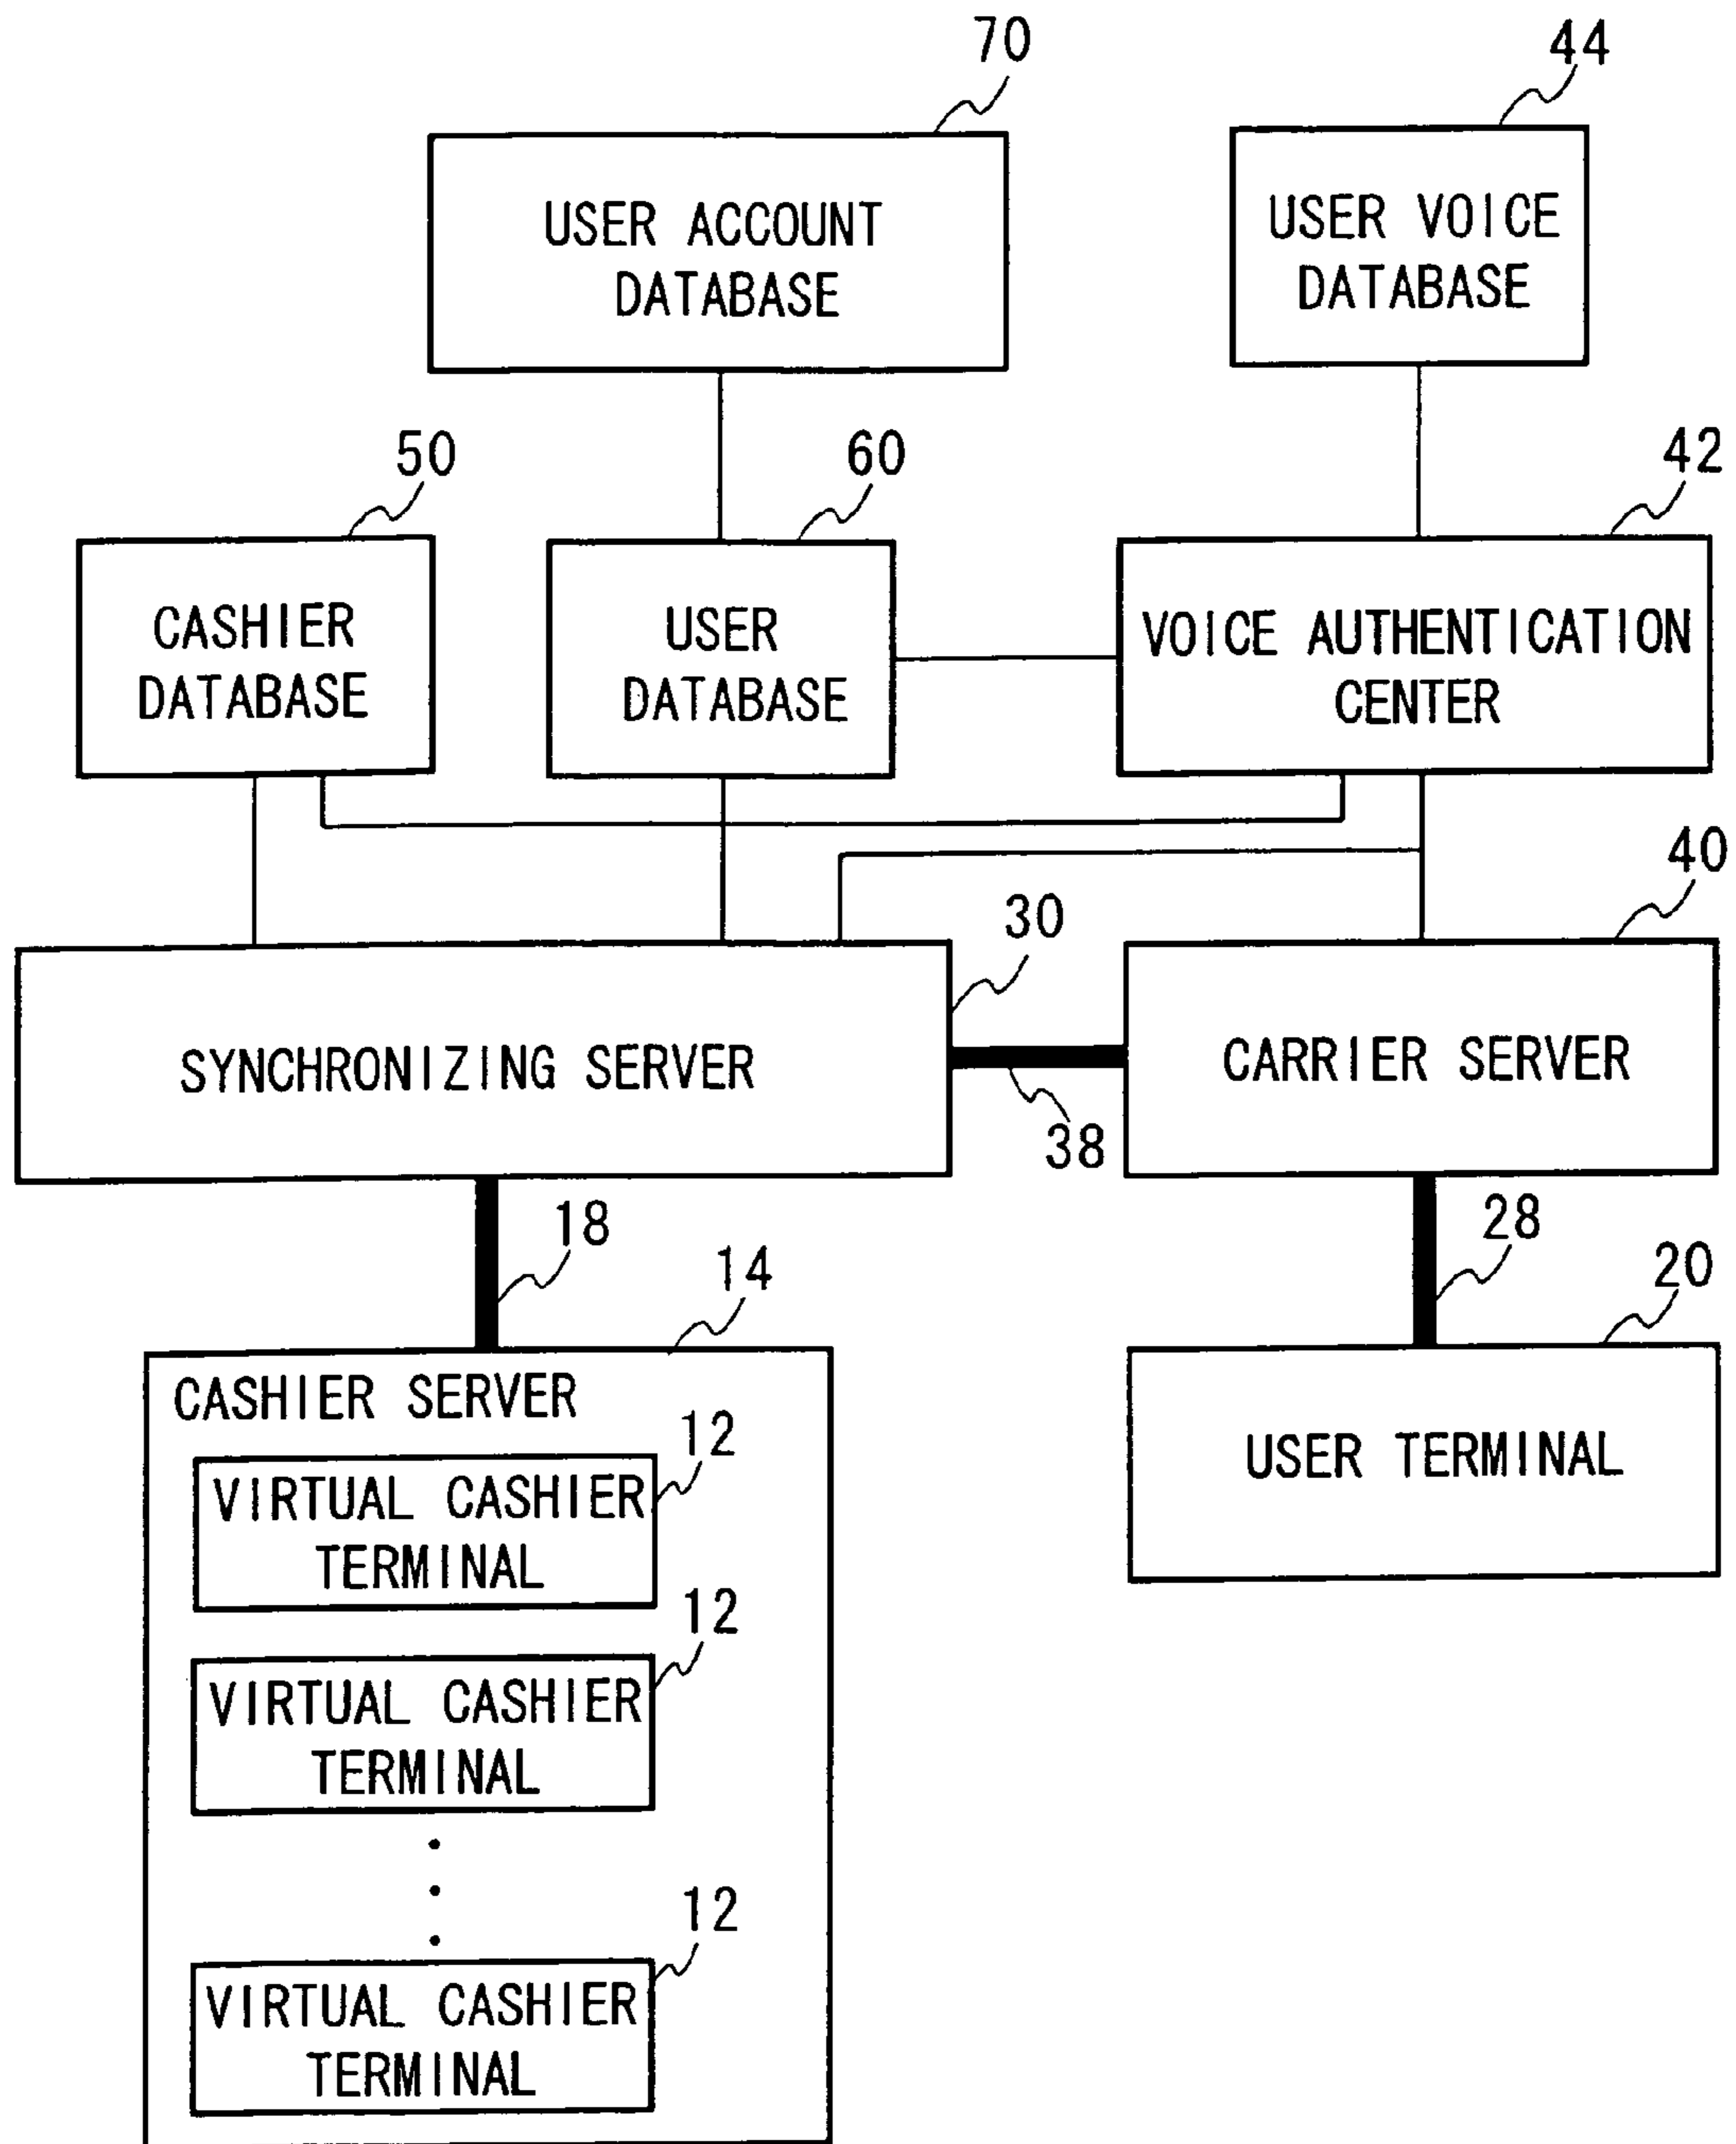 70
44
USER ACCOUNT
DATABASE
USER VOICE
DATABASE
50
60
42
CASHIER
DATABASE
USER
DATABASE
VOICE AUTHENTICATION
CENTER
40
30
SYNCHRONIZING SERVER
CARRIER SERVER
38
18
28
14
20
CASHIER SERVER
12
VIRTUAL CASHIER
TERMINAL
USER TERMINAL
12
VIRTUAL CASHIER
TERMINAL
12
VIRTUAL CASHIER
TERMINAL